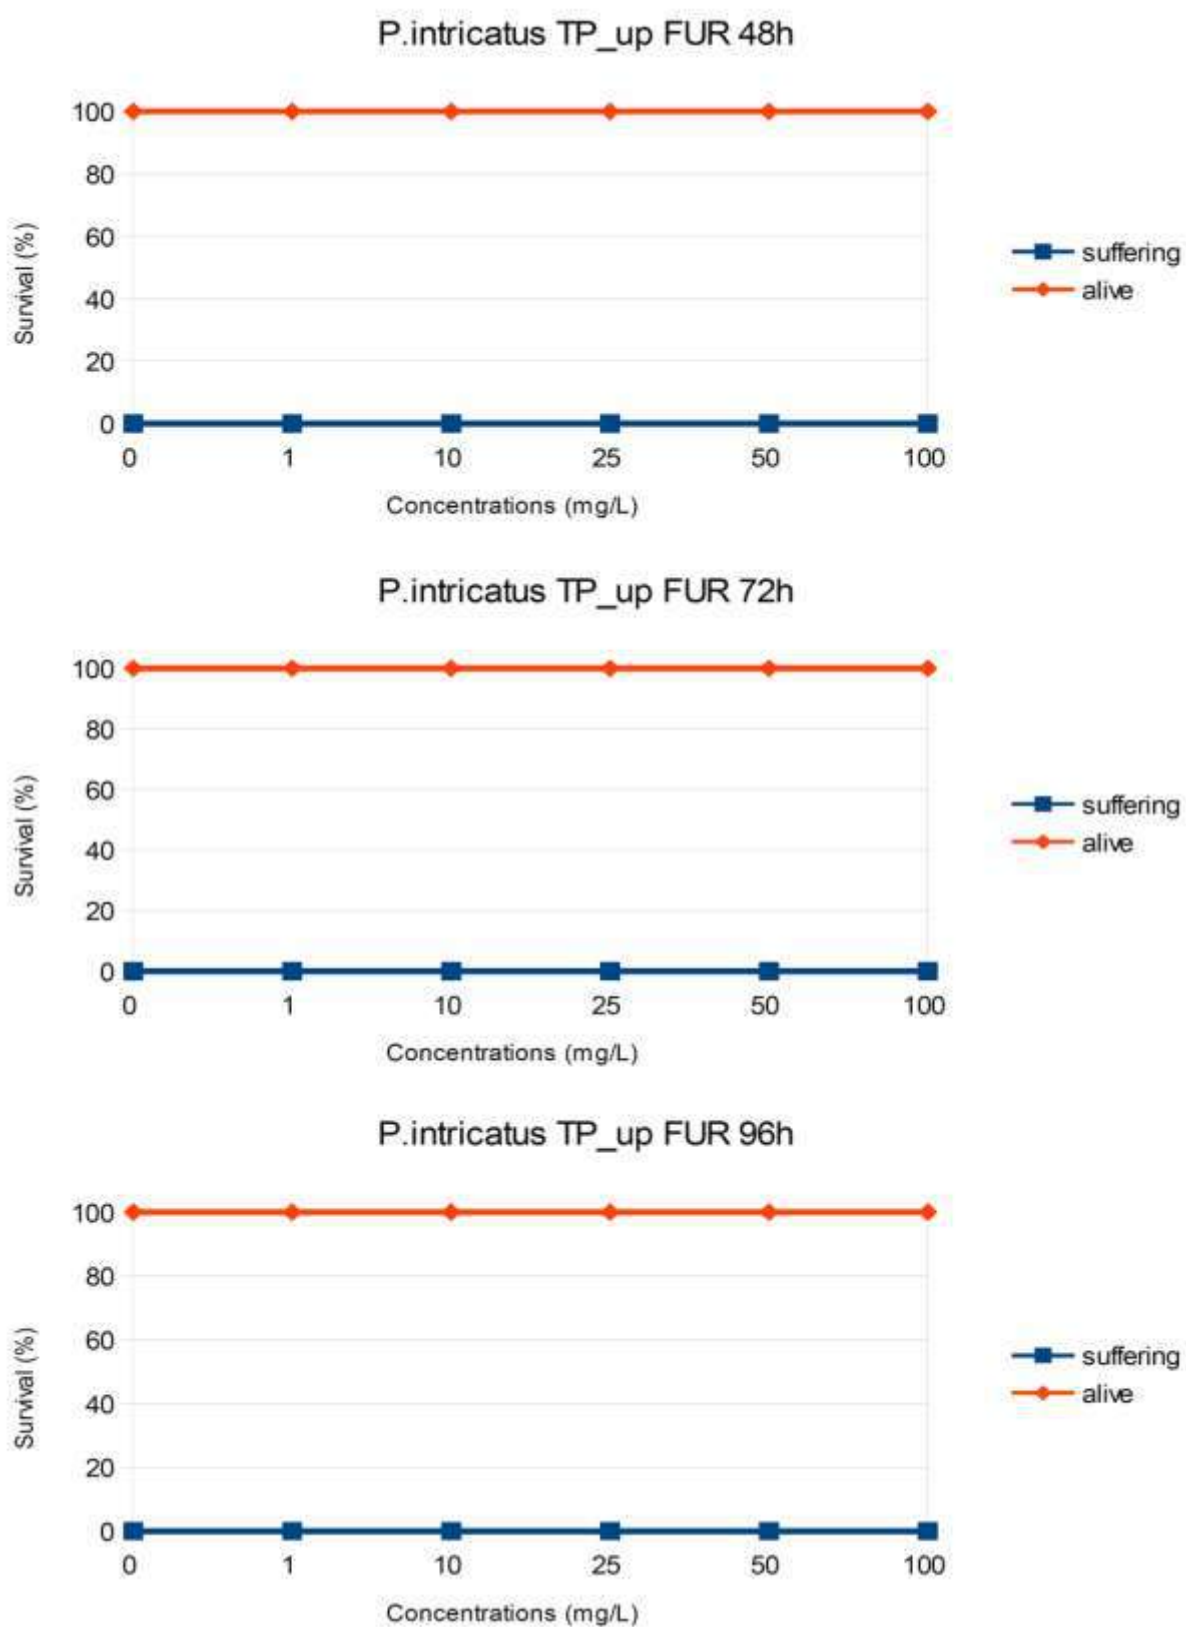 P.intricatus TP_up FUR 48h
100
80
60
40
20
0
Survival (%)
0 1 10 25 50 100
Concentrations (mg/L)
suffering
alive
P.intricatus TP_up FUR 72h
100
80
60
40
20
0
Survival (%)
0 1 10 25 50 100
Concentrations (mg/L)
suffering
alive
P.intricatus TP_up FUR 96h
100
80
60
40
20
0
Survival (%)
0 1 10 25 50 100
Concentrations (mg/L)
suffering
alive